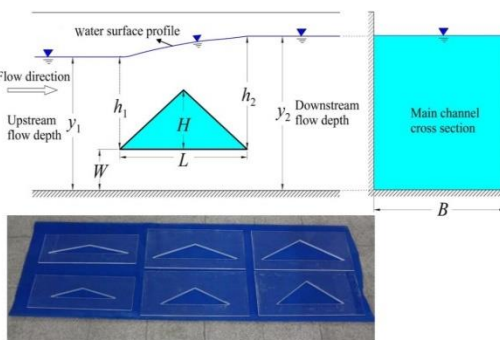 Water surface profile
Flow direction
Upstream
flow depth
y₁
h₁
H
h₂
y₂
Downstream
flow depth
L
W
Main channel
cross section
B